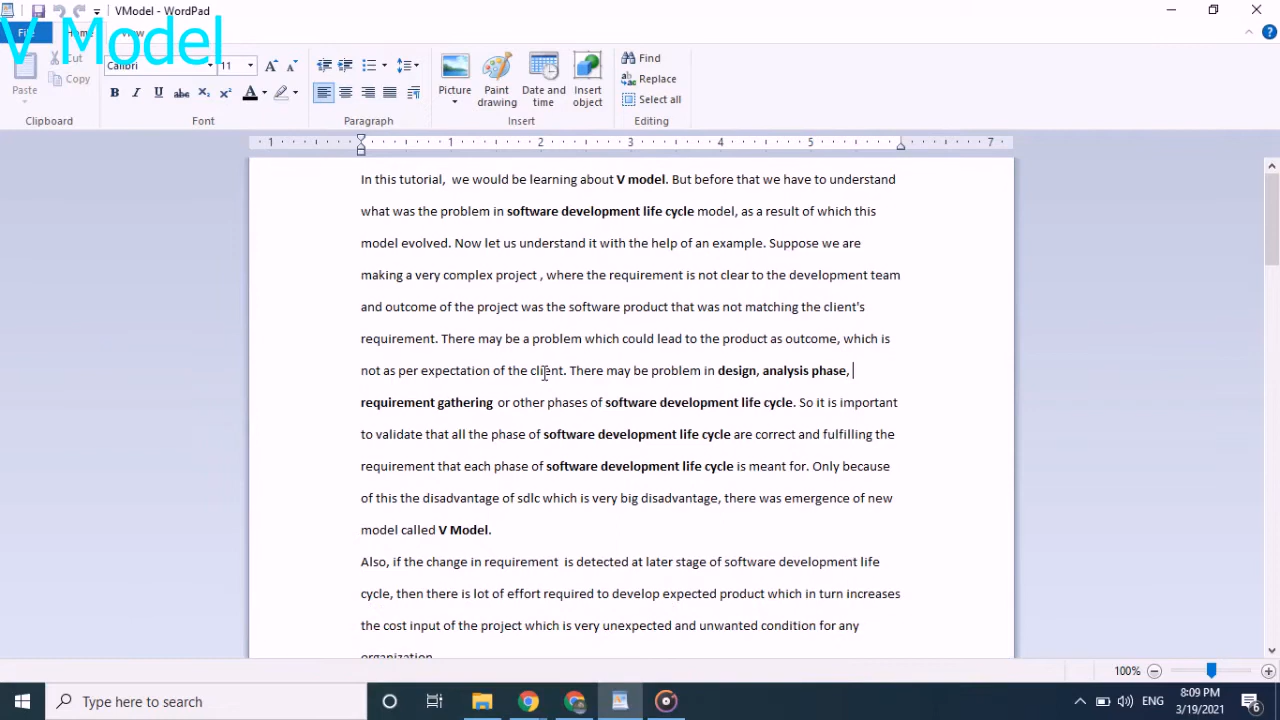 VModel - WordPad
V Model
File
Cut
Copy
Paste
Clipboard
Calibri
11
Font
Paragraph
Picture
Paint drawing
Date and time
Insert object
Insert
Find
Replace
Select all
Editing
1 1 2 3 4 5 7
In this tutorial, we would be learning about V model. But before that we have to understand
what was the problem in software development life cycle model, as a result of which this
model evolved. Now let us understand it with the help of an example. Suppose we are
making a very complex project , where the requirement is not clear to the development team
and outcome of the project was the software product that was not matching the client's
requirement. There may be a problem which could lead to the product as outcome, which is
not as per expectation of the client. There may be problem in design, analysis phase,
requirement gathering or other phases of software development life cycle. So it is important
to validate that all the phase of software development life cycle are correct and fulfilling the
requirement that each phase of software development life cycle is meant for. Only because
of this the disadvantage of sdlc which is very big disadvantage, there was emergence of new
model called V Model.
Also, if the change in requirement is detected at later stage of software development life
cycle, then there is lot of effort required to develop expected product which in turn increases
the cost input of the project which is very unexpected and unwanted condition for any
organization.
100%
Type here to search
ENG
8:09 PM
3/19/2021
6